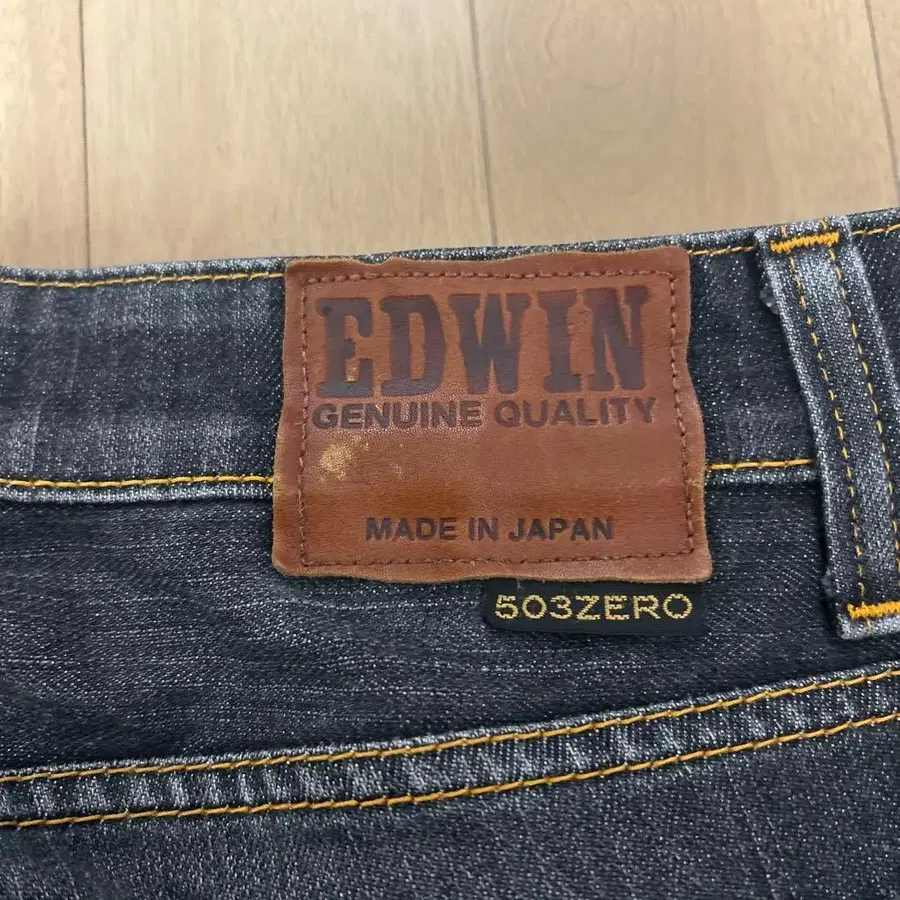 EDWIN
GENUINE QUALITY
MADE IN JAPAN
503ZERO